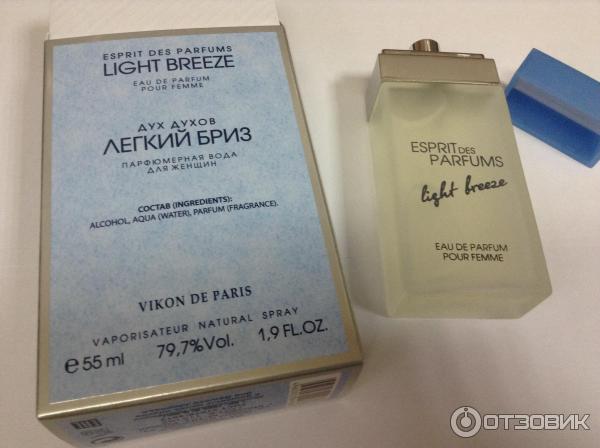 ESPRIT DES PARFUMS
LIGHT BREEZE
EAU DE PARFUM
POUR FEMME
ДУХ ДУХОВ
ЛЕГКИЙ БРИЗ
ПАРФЮМЕРНАЯ ВОДА
ДЛЯ ЖЕНЩИН
СОСТАВ (INGREDIENTS):
ALCOHOL, AQUA (WATER), PARFUM (FRAGRANCE).
VIKON DE PARIS
VAPORISATEUR NATURAL SPRAY
e 55 ml 79,7%Vol. 1,9 FL.OZ.
ESPRIT DES
PARFUMS
light breeze
EAU DE PARFUM
POUR FEMME
ОТЗОВИК